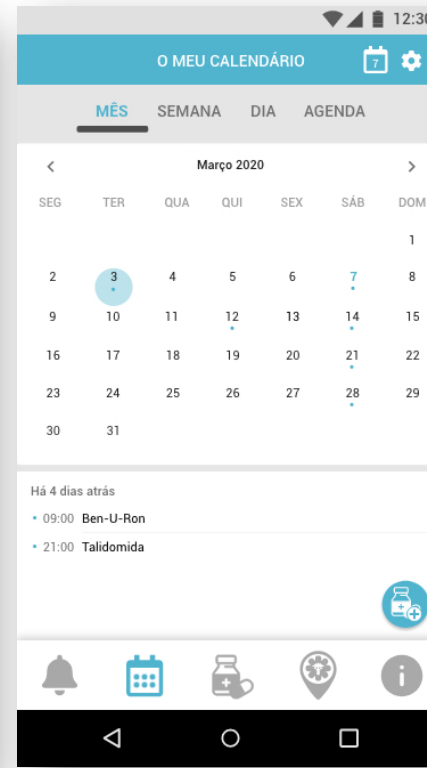 12:30
O MEU CALENDÁRIO 7
MÊS SEMANA DIA AGENDA
< Março 2020 >
SEG TER QUA QUI SEX SÁB DOM
1
2 3 4 5 6 7 8
9 10 11 12 13 14 15
16 17 18 19 20 21 22
23 24 25 26 27 28 29
30 31
Há 4 dias atrás
• 09:00 Ben-U-Ron
• 21:00 Talidomida